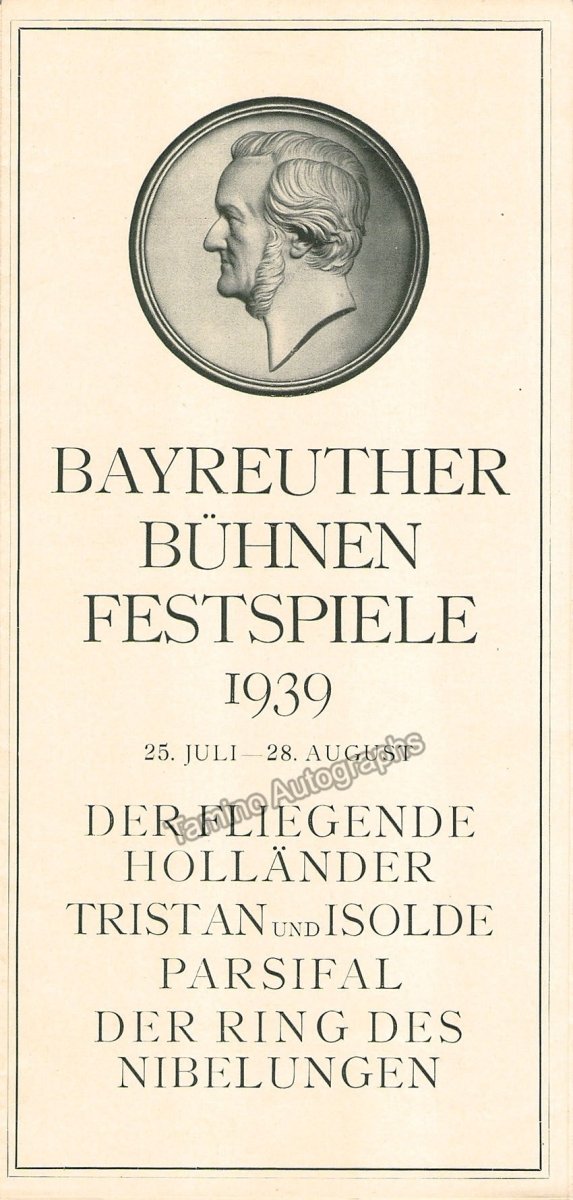 BAYREUTHER
BÜHNEN
FESTSPIELE
1939
25. JULI—28. AUGUST
Tamino Autographs
DER FLIEGENDE
HOLLÄNDER
TRISTAN UND ISOLDE
PARSIFAL
DER RING DES
NIBELUNGEN